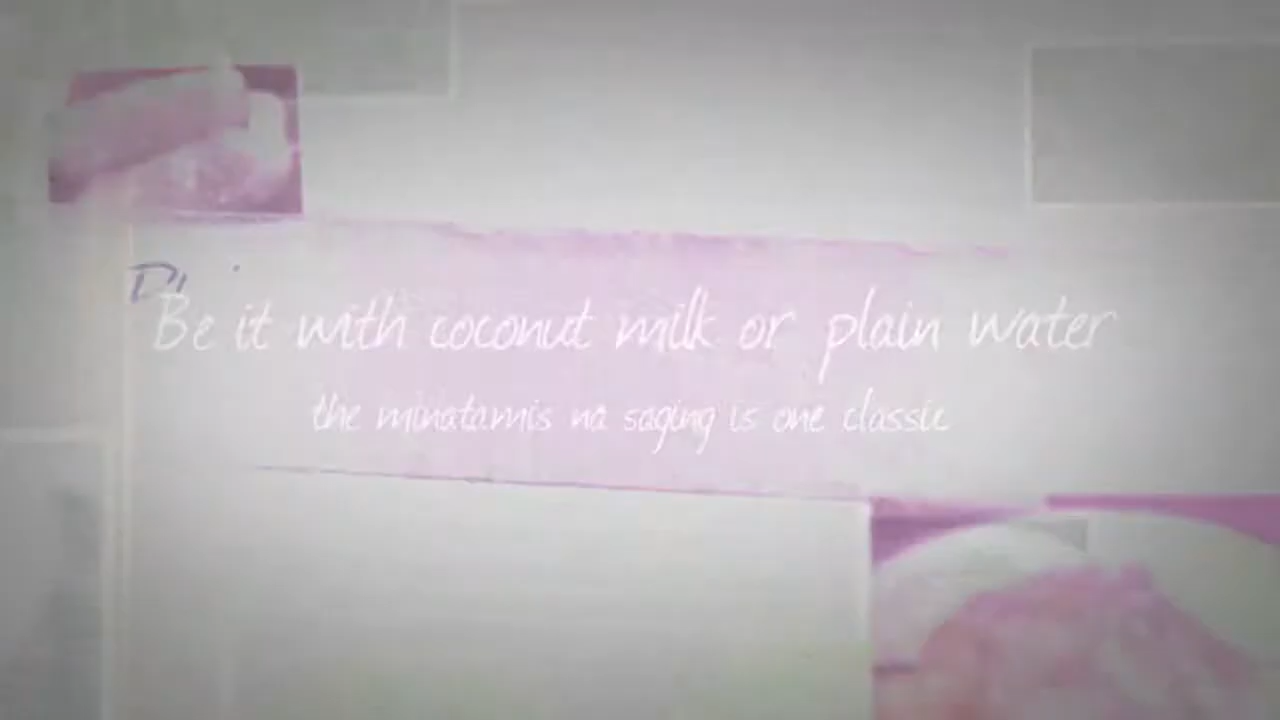 Be it with coconut milk or plain water
the minatamis na saging is one classic